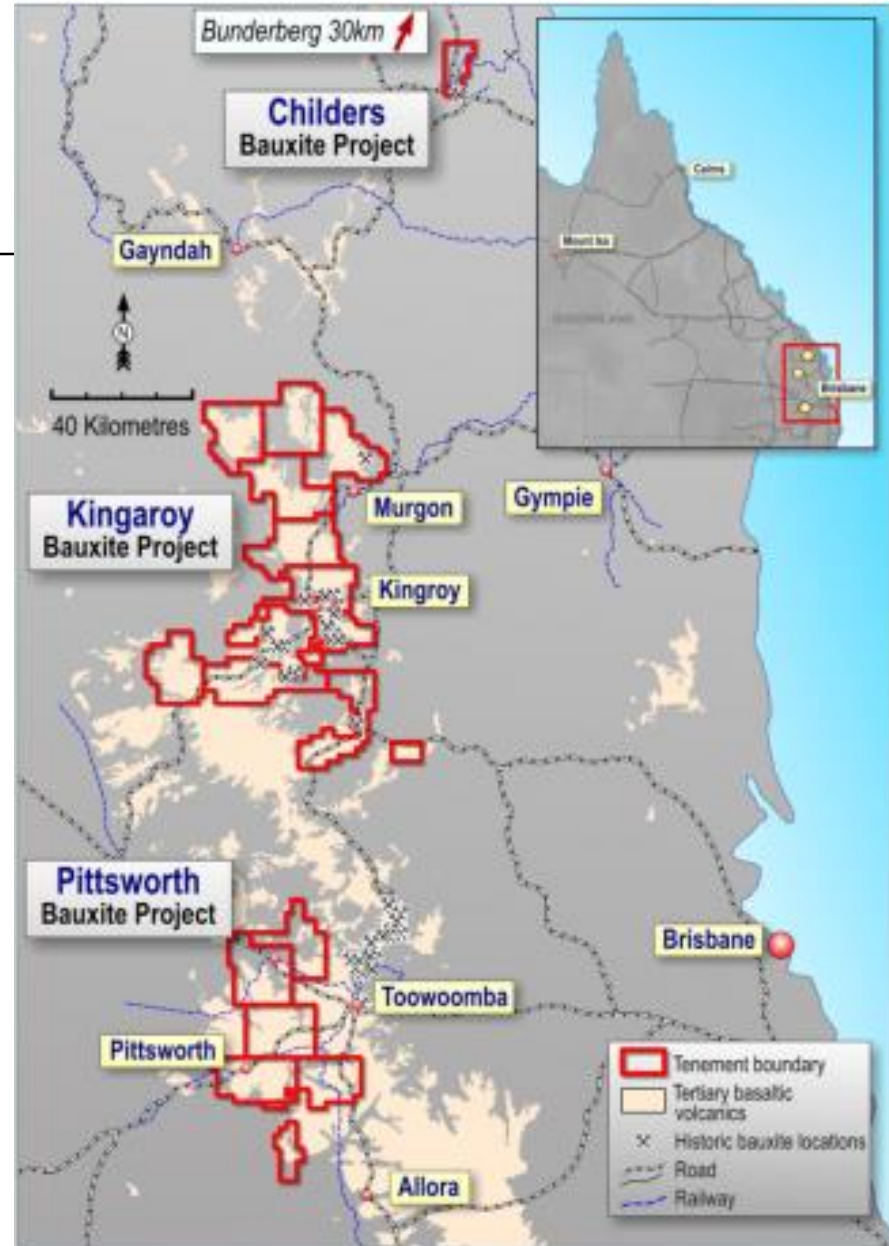 Bunderberg 30km
Childers
Bauxite Project
Cairns
Gayndah
Mount Isa
N
Brisbane
40 Kilometres
Murgon
Gympie
Kingaroy
Bauxite Project
Kingroy
Pittsworth
Bauxite Project
Brisbane
Toowoomba
Pittsworth
Tenement boundary
Tertiary basaltic
volcanics
Historic bauxite locations
Road
Railway
Allora